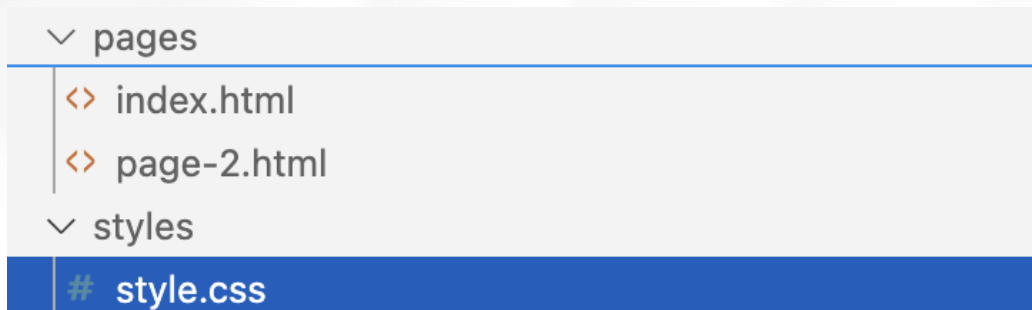 pages
<> index.html
<> page-2.html
styles
# style.css